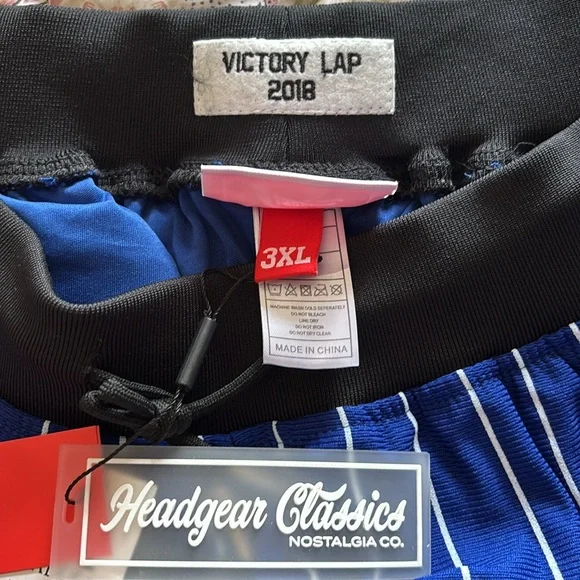 VICTORY LAP
2018
3XL
MACHINE WASH COLD SEPERATELY
DO NOT BLEACH
LINE DRY
DO NOT IRON
DO NOT DRY CLEAN
MADE IN CHINA
Headgear Classics
NOSTALGIA CO.